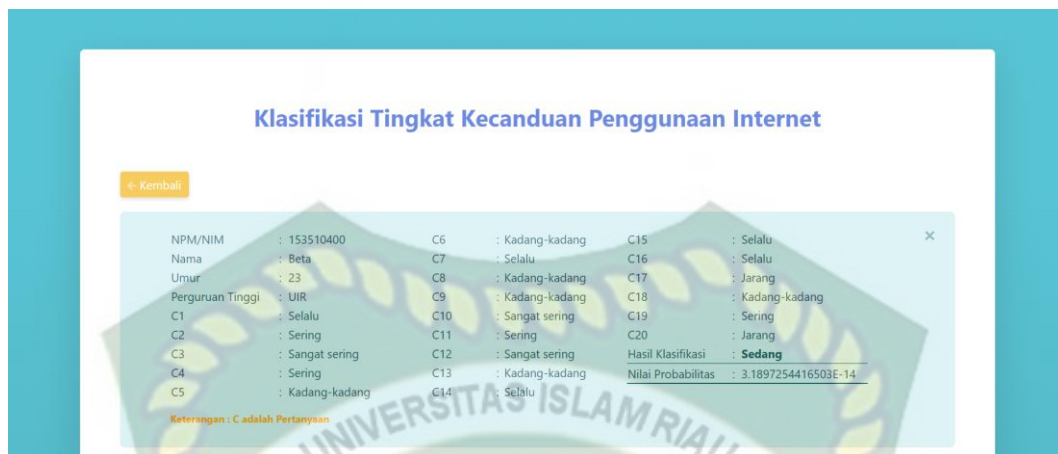 Klasifikasi Tingkat Kecanduan Penggunaan Internet
← Kembali
×
NPM/NIM : 153510400
Nama : Beta
Umur : 23
Perguruan Tinggi : UIR
C1 : Selalu
C2 : Sering
C3 : Sangat sering
C4 : Sering
C5 : Kadang-kadang
C6 : Kadang-kadang
C7 : Selalu
C8 : Kadang-kadang
C9 : Kadang-kadang
C10 : Sangat sering
C11 : Sering
C12 : Sangat sering
C13 : Kadang-kadang
C14 : Selalu
C15 : Selalu
C16 : Selalu
C17 : Jarang
C18 : Kadang-kadang
C19 : Sering
C20 : Jarang
Hasil Klasifikasi : Sedang
Nilai Probabilitas : 3.1897254416503E-14
Keterangan : C adalah Pertanyaan
UNIVERSITAS ISLAM RIAU